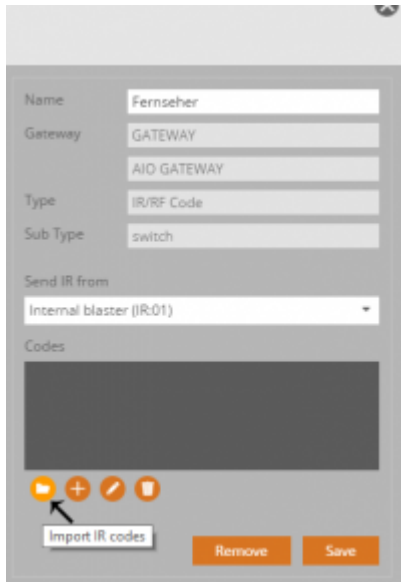 Name Fernseher
Gateway GATEWAY
AIO GATEWAY
Type IR/RF Code
Sub Type switch
Send IR from
Internal blaster (IR:01)
Codes
Import IR codes
Remove Save